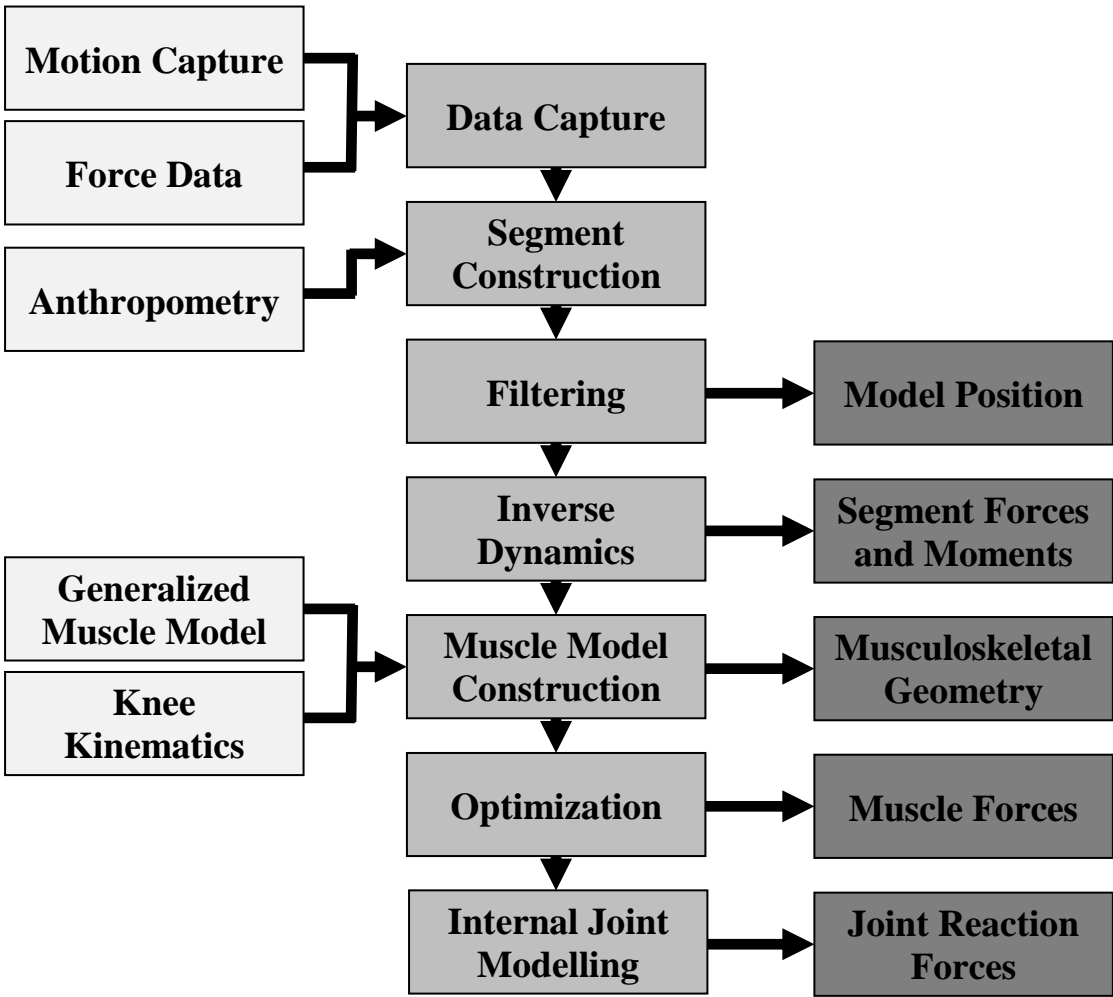 Motion Capture
Data Capture
Force Data
Segment
Construction
Anthropometry
Filtering
Model Position
Inverse
Dynamics
Segment Forces
and Moments
Generalized
Muscle Model
Muscle Model
Construction
Musculoskeletal
Geometry
Knee
Kinematics
Optimization
Muscle Forces
Internal Joint
Modelling
Joint Reaction
Forces